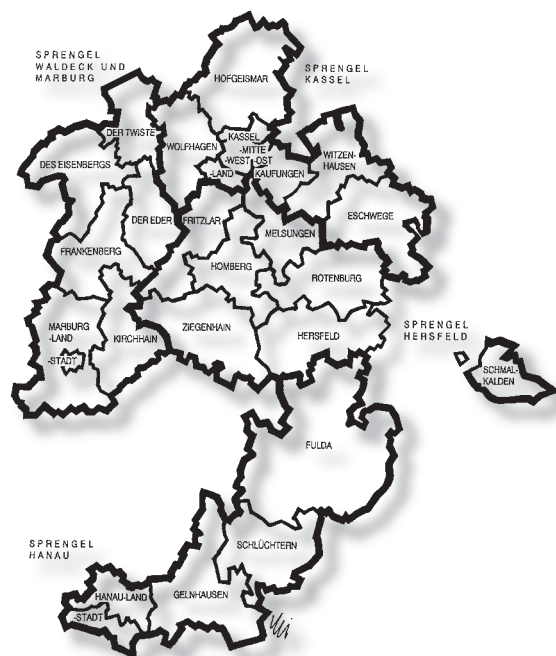 SPRENGEL
WALDECK UND
MARBURG
SPRENGEL
KASSEL
HOFGEISMAR
DER TWISTE
WOLFHAGEN
KASSEL
-MITTE
-WEST
-OST
-LAND
KAUFUNGEN
WITZEN-
HAUSEN
DES EISENBERGS
DER EDER
FRITZLAR
ESCHWEGE
MELSUNGEN
FRANKENBERG
HOMBERG
ROTENBURG
MARBURG
-LAND
-STADT
KIRCHHAIN
ZIEGENHAIN
HERSFELD
SPRENGEL
HERSFELD
SCHMAL-
KALDEN
FULDA
SPRENGEL
HANAU
SCHLÜCHTERN
HANAU-LAND
-STADT
GELNHAUSEN